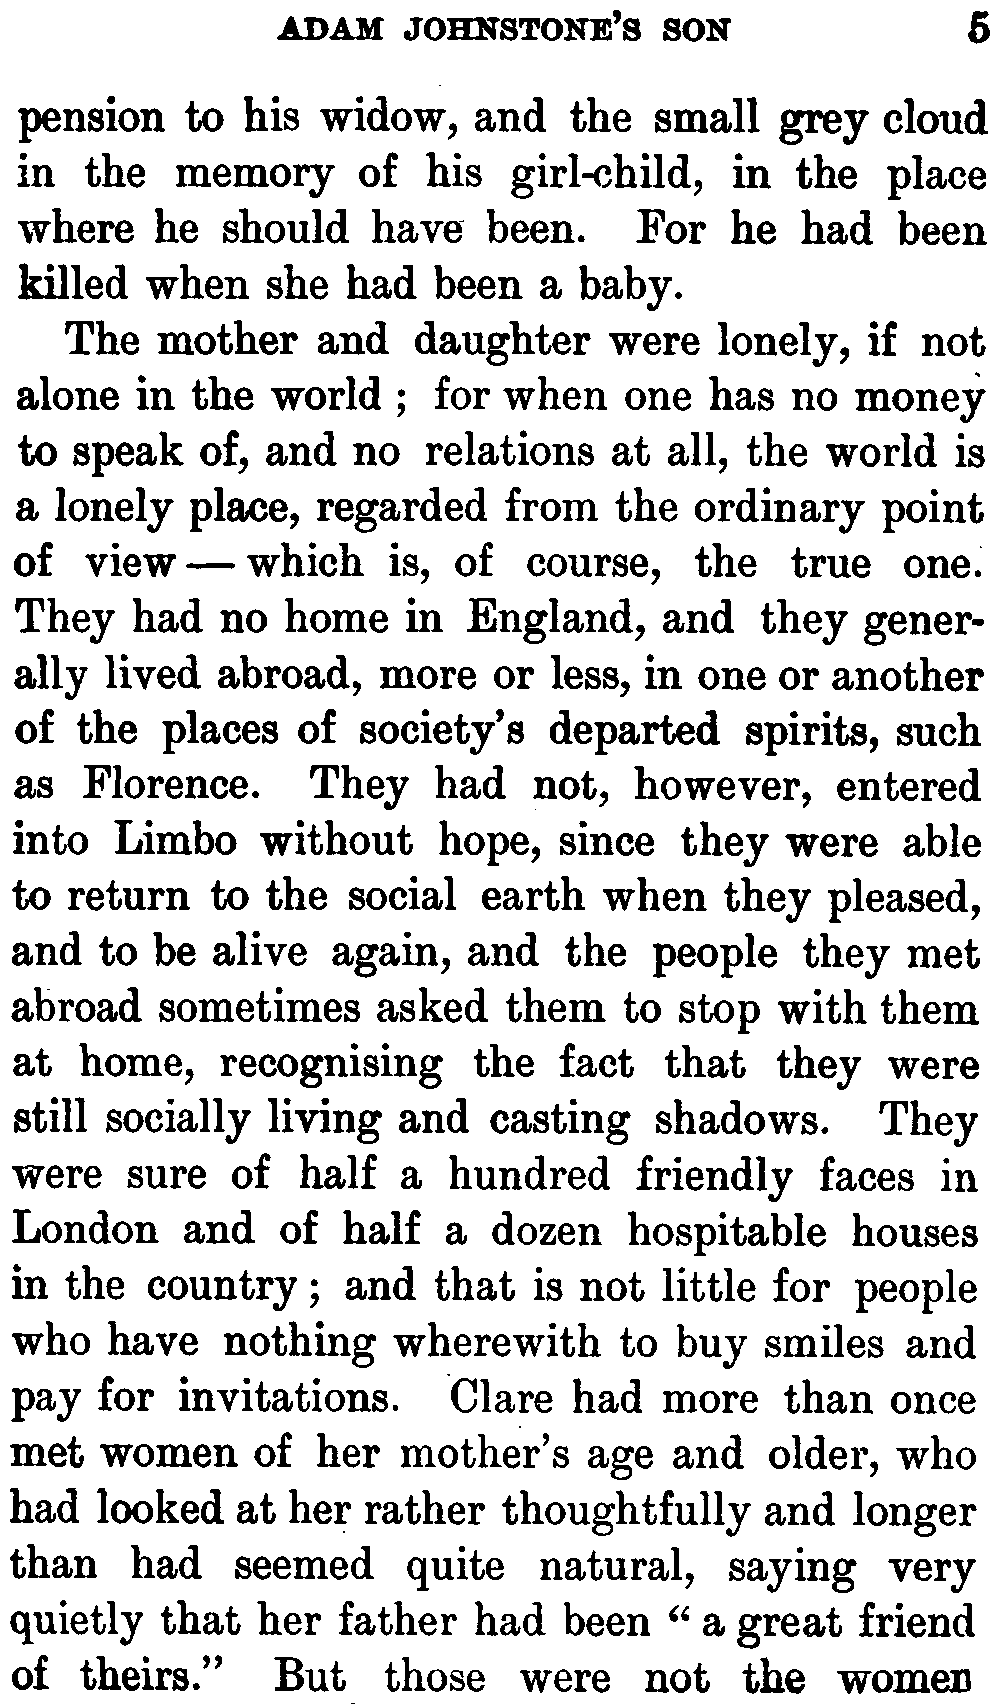 ADAM JOHNSTONE'S SON 5
pension to his widow, and the small grey cloud
in the memory of his girl-child, in the place
where he should have been. For he had been
killed when she had been a baby.
The mother and daughter were lonely, if not
alone in the world ; for when one has no money
to speak of, and no relations at all, the world is
a lonely place, regarded from the ordinary point
of view — which is, of course, the true one.
They had no home in England, and they gener-
ally lived abroad, more or less, in one or another
of the places of society's departed spirits, such
as Florence. They had not, however, entered
into Limbo without hope, since they were able
to return to the social earth when they pleased,
and to be alive again, and the people they met
abroad sometimes asked them to stop with them
at home, recognising the fact that they were
still socially living and casting shadows. They
were sure of half a hundred friendly faces in
London and of half a dozen hospitable houses
in the country ; and that is not little for people
who have nothing wherewith to buy smiles and
pay for invitations. Clare had more than once
met women of her mother's age and older, who
had looked at her rather thoughtfully and longer
than had seemed quite natural, saying very
quietly that her father had been " a great friend
of theirs." But those were not the women